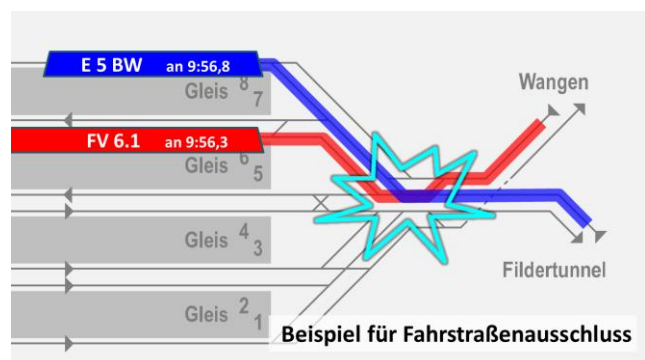 E 5 BW an 9:56,8
Gleis 8 7
Wangen
FV 6.1 an 9:56,3
Gleis 6 5
Gleis 4 3
Fildertunnel
Gleis 2 1
Beispiel für Fahrstraßenausschluss